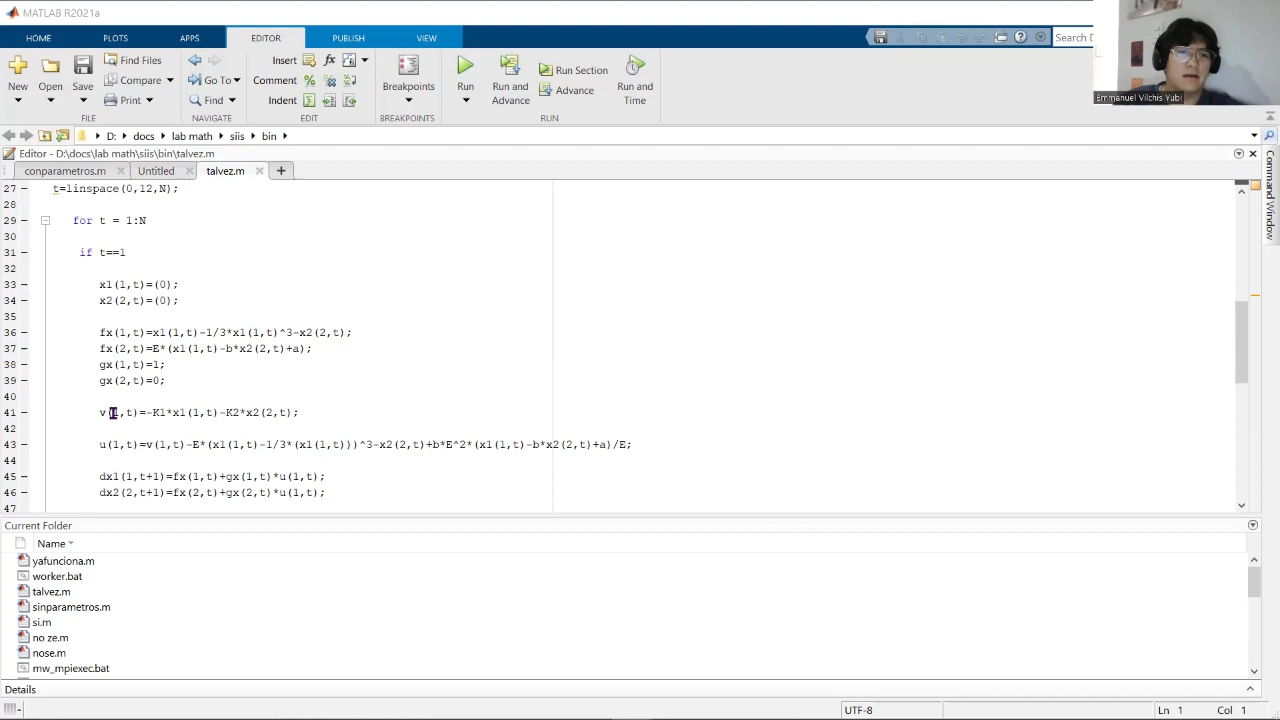 MATLAB R2021a
HOME PLOTS APPS EDITOR PUBLISH VIEW Search D
New Open Save Find Files Compare Print
Go To Find
Insert Comment Indent
Breakpoints
Run Run and Advance Run Section Advance Run and Time
FILE NAVIGATE EDIT BREAKPOINTS RUN
Emmanuel Vilchis Yubi
D: docs lab math siis bin
Editor - D:\docs\lab math\siis\bin\talvez.m
conparametros.m Untitled talvez.m
27 t=linspace(0,12,N);
28
29 for t = 1:N
30
31 if t==1
32
33 x1(1,t)=(0);
34 x2(2,t)=(0);
35
36 fx(1,t)=x1(1,t)-1/3*x1(1,t)^3-x2(2,t);
37 fx(2,t)=E*(x1(1,t)-b*x2(2,t)+a);
38 gx(1,t)=1;
39 gx(2,t)=0;
40
41 v(1,t)=-K1*x1(1,t)-K2*x2(2,t);
42
43 u(1,t)=v(1,t)-E*(x1(1,t)-1/3*(x1(1,t)))^3-x2(2,t)+b*E^2*(x1(1,t)-b*x2(2,t)+a)/E;
44
45 dx1(1,t+1)=fx(1,t)+gx(1,t)*u(1,t);
46 dx2(2,t+1)=fx(2,t)+gx(2,t)*u(1,t);
47
Command Window
Current Folder
Name
yafunciona.m
worker.bat
talvez.m
sinparametros.m
si.m
no ze.m
nose.m
mw_mpiexec.bat
Details
UTF-8 Ln 1 Col 1